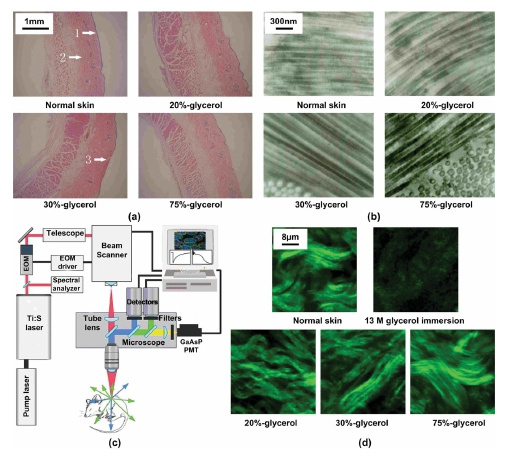 1mm
1
2
Normal skin
20%-glycerol
3
30%-glycerol
75%-glycerol
(a)
300nm
Normal skin
20%-glycerol
30%-glycerol
75%-glycerol
(b)
Telescope
Beam
Scanner
EOM
EOM
driver
Spectral
analyzer
Ti:S
laser
Pump laser
Tube
lens
Detectors
Filters
Microscope
GaAsP
PMT
(c)
8μm
Normal skin
13 M glycerol immersion
20%-glycerol
30%-glycerol
75%-glycerol
(d)